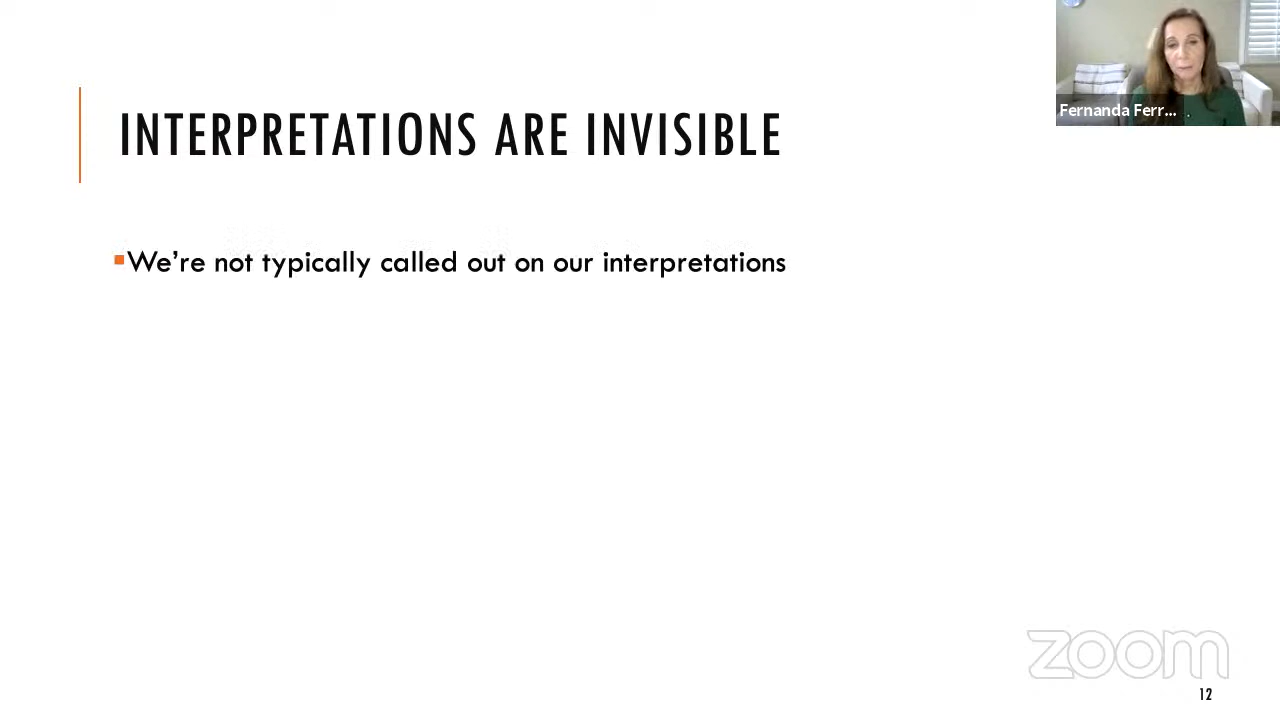 INTERPRETATIONS ARE INVISIBLE
Fernanda Ferr...
We're not typically called out on our interpretations
zoom
12